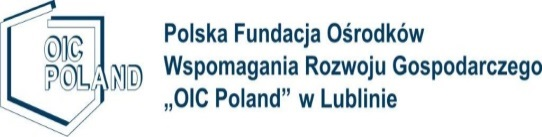 OIC
POLAND
Polska Fundacja Ośrodków
Wspomagania Rozwoju Gospodarczego
„OIC Poland” w Lublinie